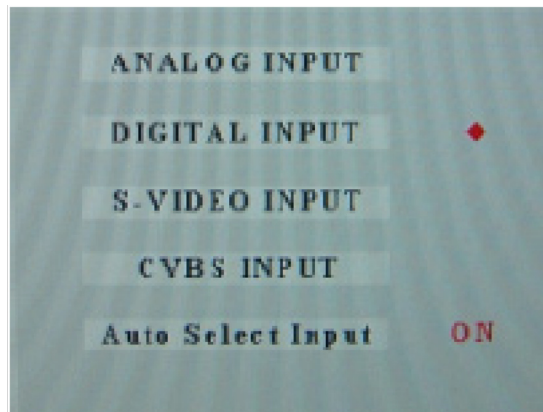 ANALOG INPUT
DIGITAL INPUT
S-VIDEO INPUT
CVBS INPUT
Auto Select Input ON